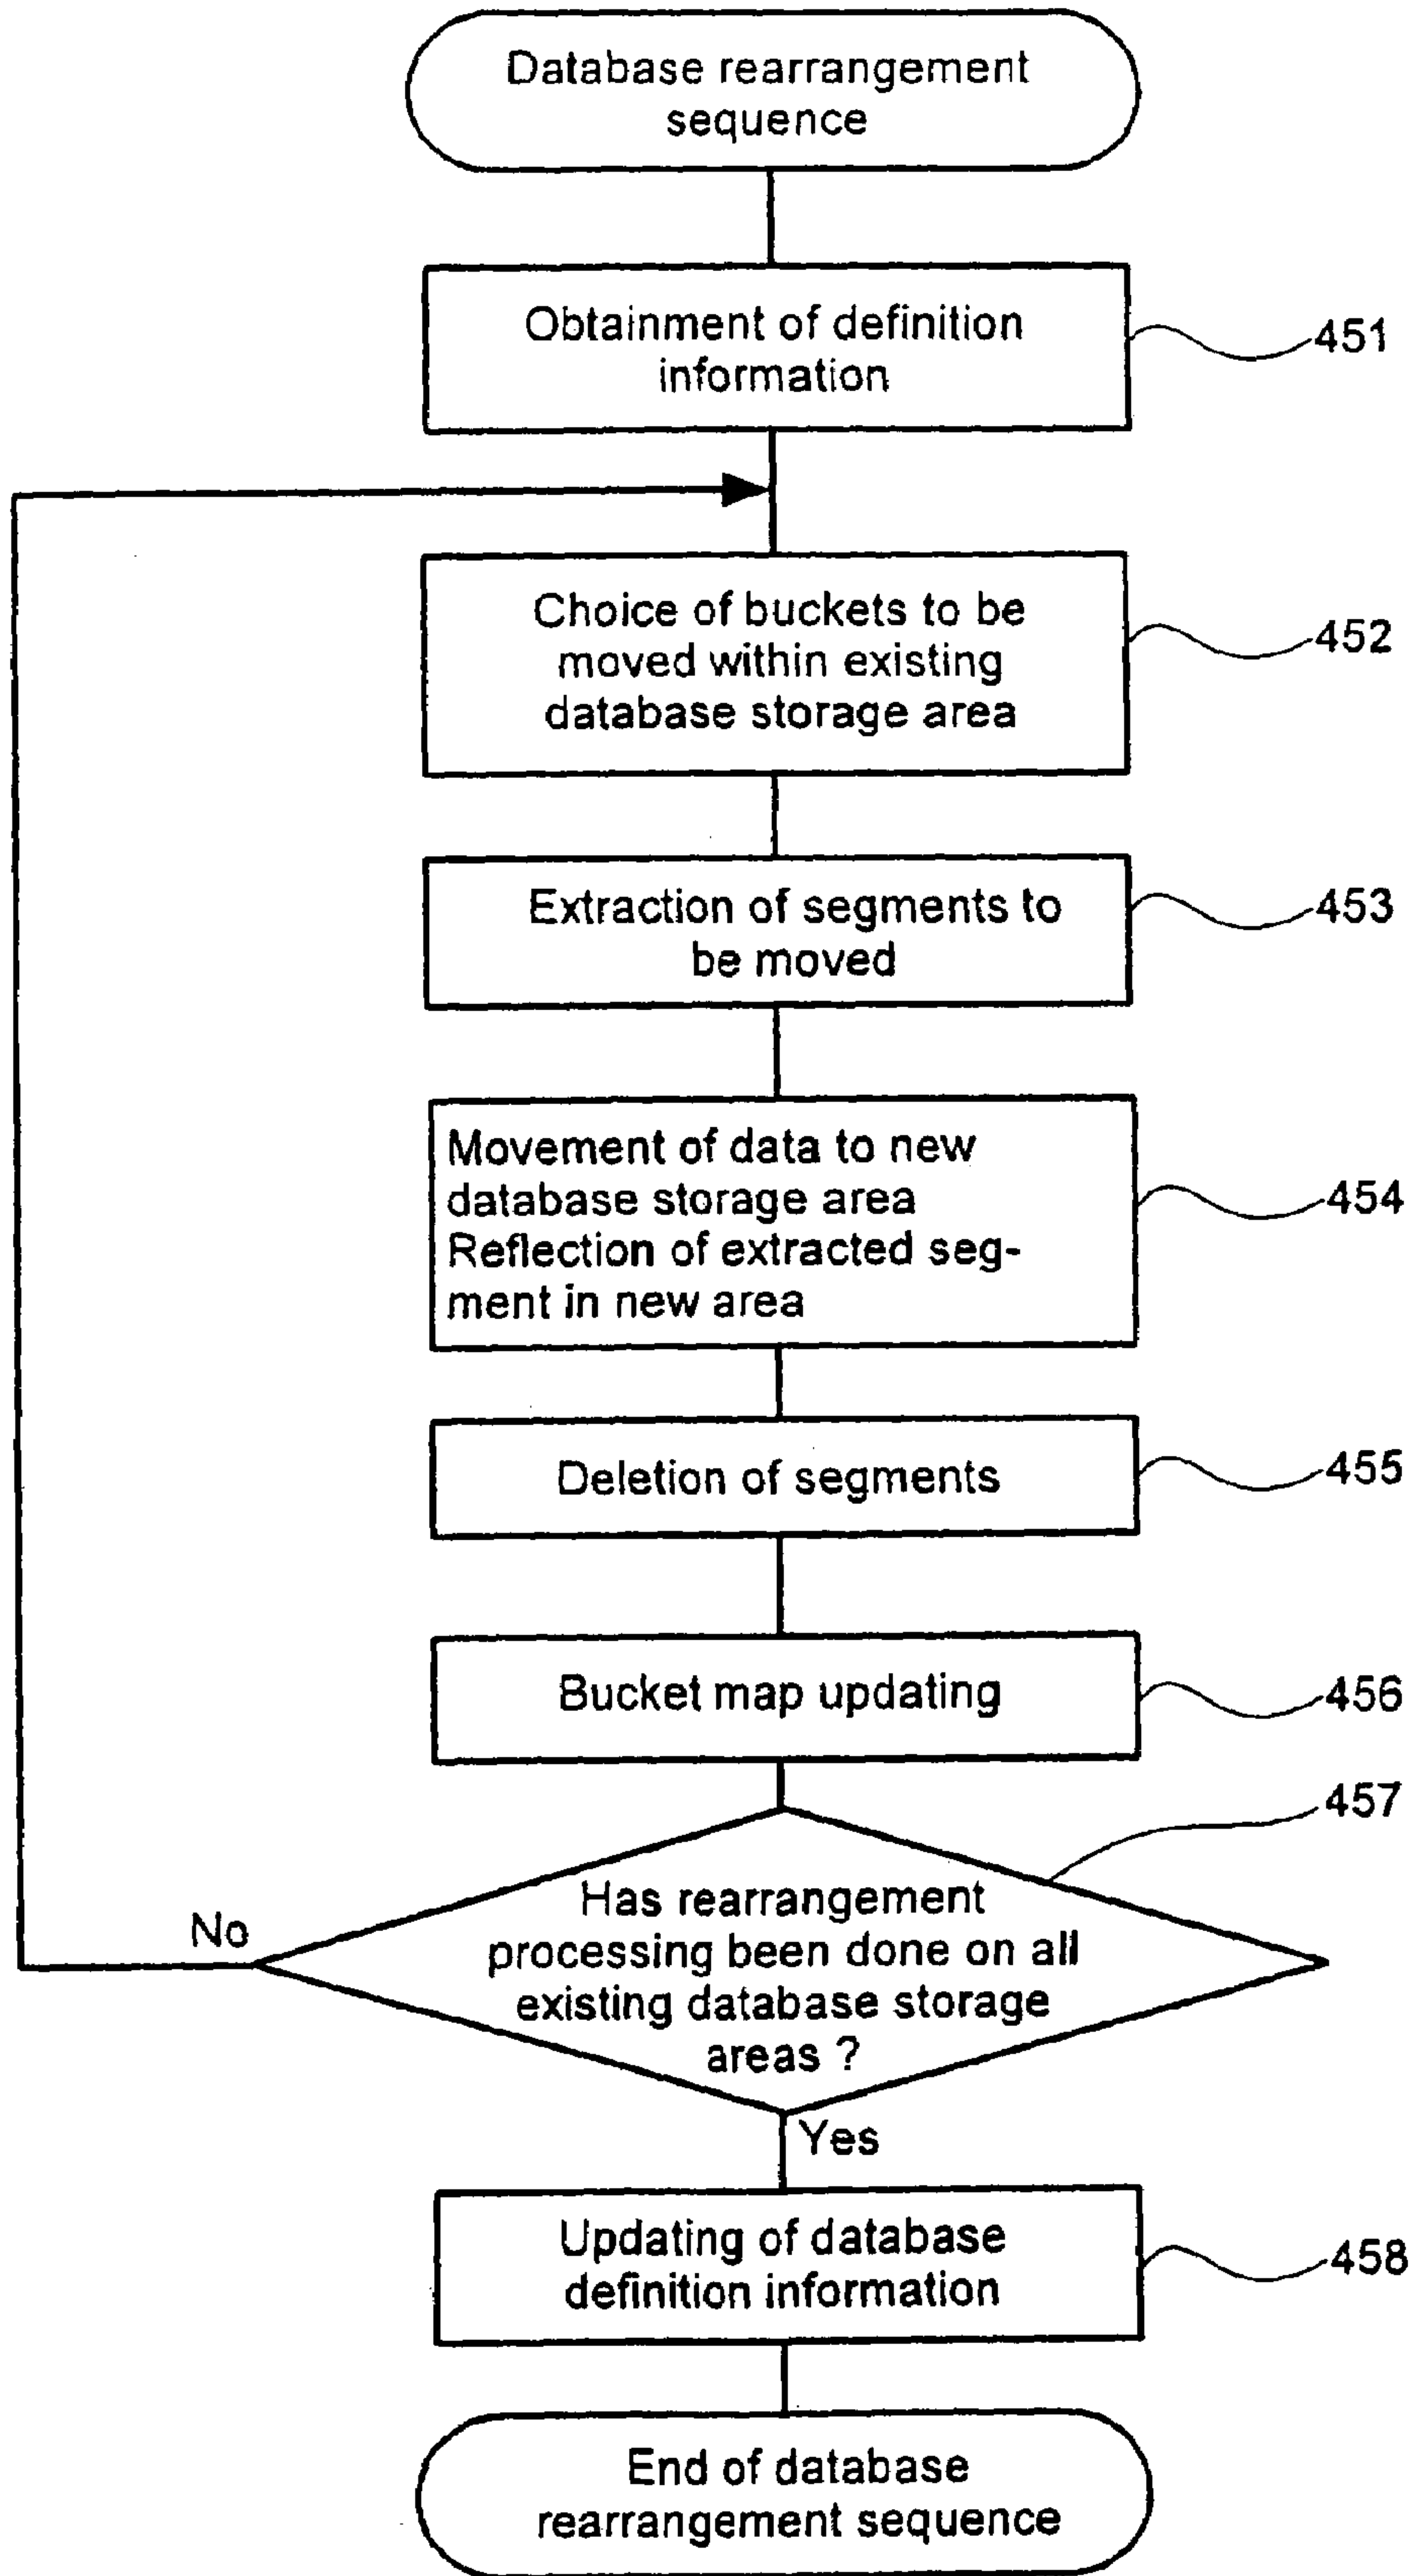 Database rearrangement
sequence
Obtainment of definition
information
451
Choice of buckets to be
moved within existing
database storage area
452
Extraction of segments to
be moved
453
Movement of data to new
database storage area
Reflection of extracted seg-
ment in new area
454
Deletion of segments
455
Bucket map updating
456
457
Has rearrangement
processing been done on all
existing database storage
areas ?
No
Yes
Updating of database
definition information
458
End of database
rearrangement sequence